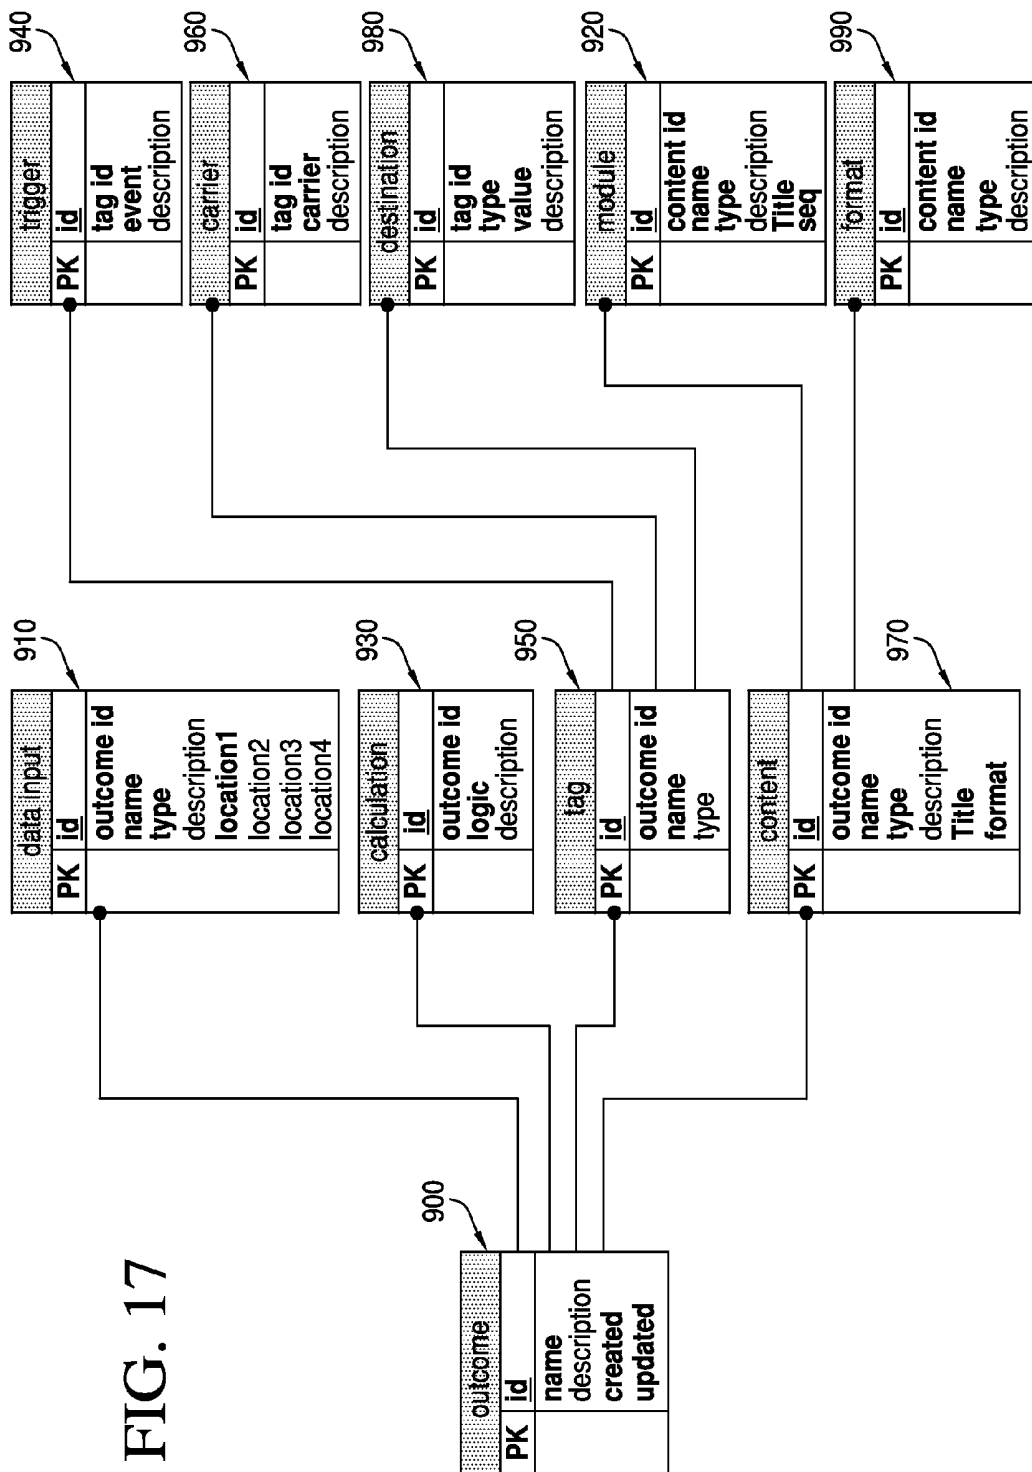 FIG. 17
900
outcome
PK id
name
description
created
updated
910
data input
PK id
outcome id
name
type
description
location1
location2
location3
location4
930
calculation
PK id
outcome id
logic
description
950
tag
PK id
outcome id
name
type
970
content
PK id
outcome id
name
type
description
Title
format
940
trigger
PK id
tag id
event
description
960
carrier
PK id
tag id
carrier
description
980
destination
PK id
tag id
type
value
description
920
module
PK id
content id
name
type
description
Title
seq
990
format
PK id
content id
name
type
description